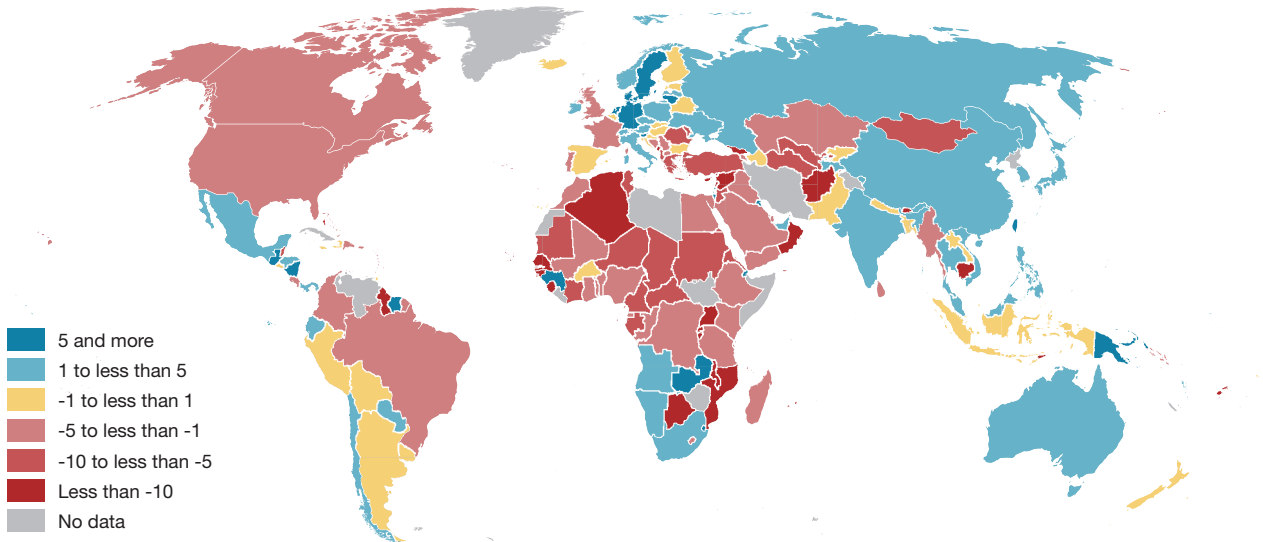 5 and more
1 to less than 5
-1 to less than 1
-5 to less than -1
-10 to less than -5
Less than -10
No data